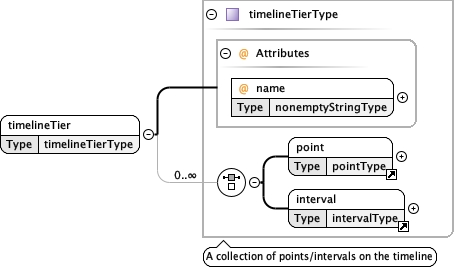 timelineTierType
@ Attributes
@ name
Type nonemptyStringType
timelineTier
Type timelineTierType
0..∞
point
Type pointType
interval
Type intervalType
A collection of points/intervals on the timeline